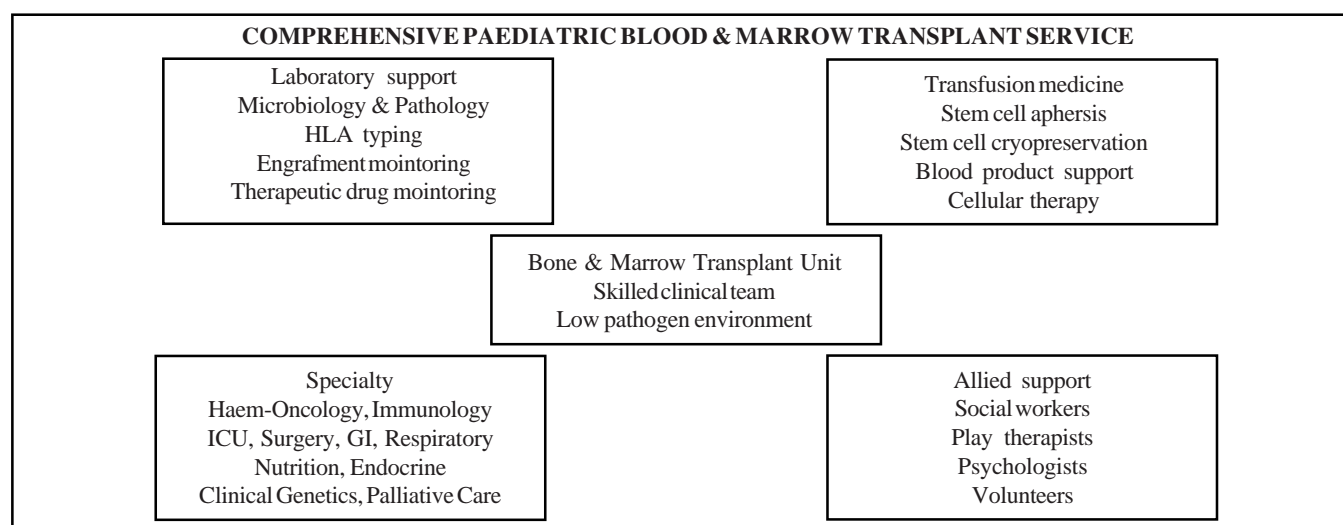 COMPREHENSIVE PAEDIATRIC BLOOD & MARROW TRANSPLANT SERVICE
Laboratory support
Microbiology & Pathology
HLA typing
Engrafment mointoring
Therapeutic drug mointoring
Transfusion medicine
Stem cell aphersis
Stem cell cryopreservation
Blood product support
Cellular therapy
Bone & Marrow Transplant Unit
Skilled clinical team
Low pathogen environment
Specialty
Haem-Oncology, Immunology
ICU, Surgery, GI, Respiratory
Nutrition, Endocrine
Clinical Genetics, Palliative Care
Allied support
Social workers
Play therapists
Psychologists
Volunteers